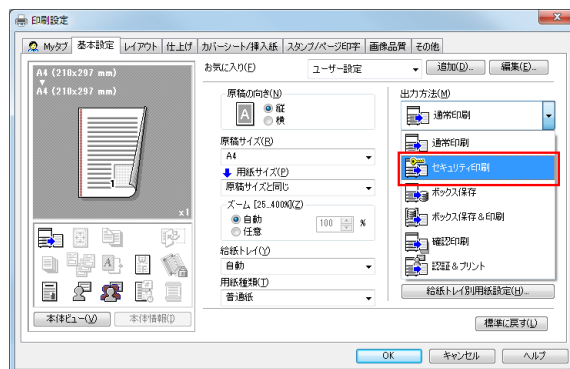 印刷設定
Myタブ 基本設定 レイアウト 仕上げ カバーシート/挿入紙 スタンプ/ページ印字 画像品質 その他
A4 (210x297 mm)
A4 (210x297 mm)
1
x1
本体ビュー(V) 本体情報(I)
お気に入り(F) ユーザー設定 追加(D)... 編集(E)...
原稿の向き(N)
A
縦
横
原稿サイズ(R)
A4
用紙サイズ(P)
原稿サイズと同じ
ズーム [25..400%](Z)
自動
任意
100 %
給紙トレイ(Y)
自動
用紙種類(T)
普通紙
出力方法(M)
通常印刷
通常印刷
セキュリティ印刷
ボックス保存
ボックス保存&印刷
確認印刷
認証&プリント
給紙トレイ別用紙設定(H)...
標準に戻す(L)
OK キャンセル ヘルプ